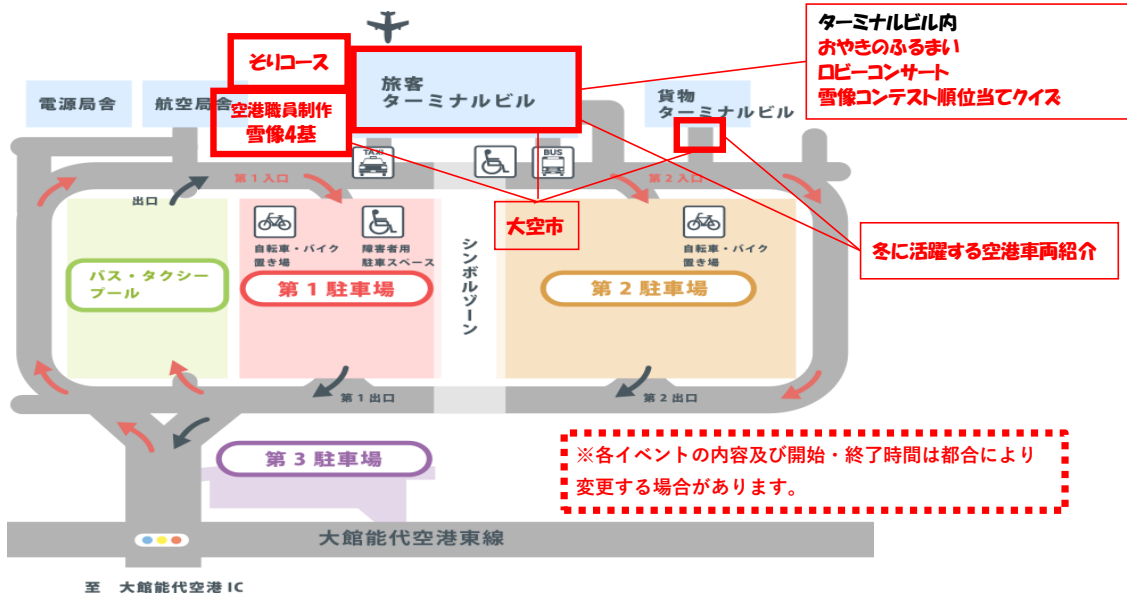 ターミナルビル内
おやきのふるまい
ロビーコンサート
雪像コンテスト順位当てクイズ
そりコース
旅客
ターミナルビル
電源局舎
航空局舎
空港職員制作
雪像4基
貨物
ターミナルビル
TAXI
BUS
第1入口
第2入口
出口
大空市
自転車・バイク
置き場
障害者用
駐車スペース
シンボルゾーン
自転車・バイク
置き場
冬に活躍する空港車両紹介
バス・タクシー
プール
第1駐車場
第2駐車場
第1出口
第2出口
第3駐車場
※各イベントの内容及び開始・終了時間は都合により
変更する場合があります。
大館能代空港東線
至 大館能代空港IC